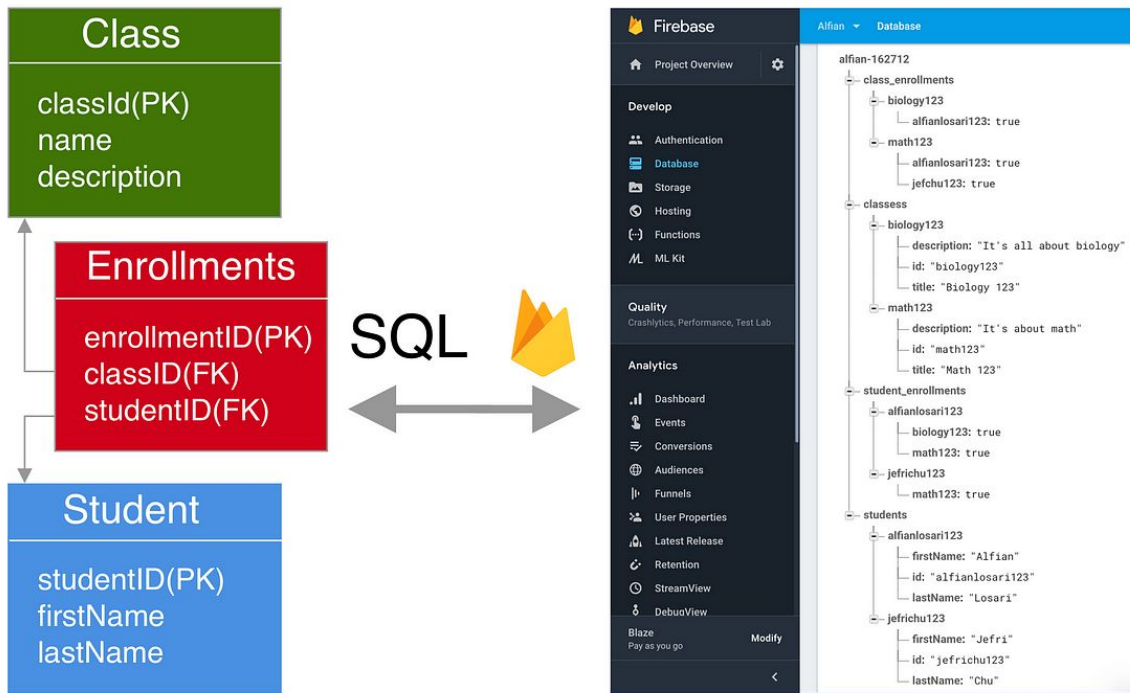 Class
classId(PK)
name
description
Enrollments
enrollmentID(PK)
classID(FK)
studentID(FK)
Student
studentID(PK)
firstName
lastName
SQL
Firebase
Project Overview
Develop
Authentication
Database
Storage
Hosting
Functions
ML Kit
Quality
Crashlytics, Performance, Test Lab
Analytics
Dashboard
Events
Conversions
Audiences
Funnels
User Properties
Latest Release
Retention
StreamView
DebugView
Blaze
Pay as you go
Modify
Alfian
Database
alfian-162712
class_enrollments
biology123
alfianlosari123: true
math123
alfianlosari123: true
jefchu123: true
classess
biology123
description: "It's all about biology"
id: "biology123"
title: "Biology 123"
math123
description: "It's about math"
id: "math123"
title: "Math 123"
student_enrollments
alfianlosari123
biology123: true
math123: true
jefrichu123
math123: true
students
alfianlosari123
firstName: "Alfian"
id: "alfianlosari123"
lastName: "Losari"
jefrichu123
firstName: "Jefri"
id: "jefrichu123"
lastName: "Chu"